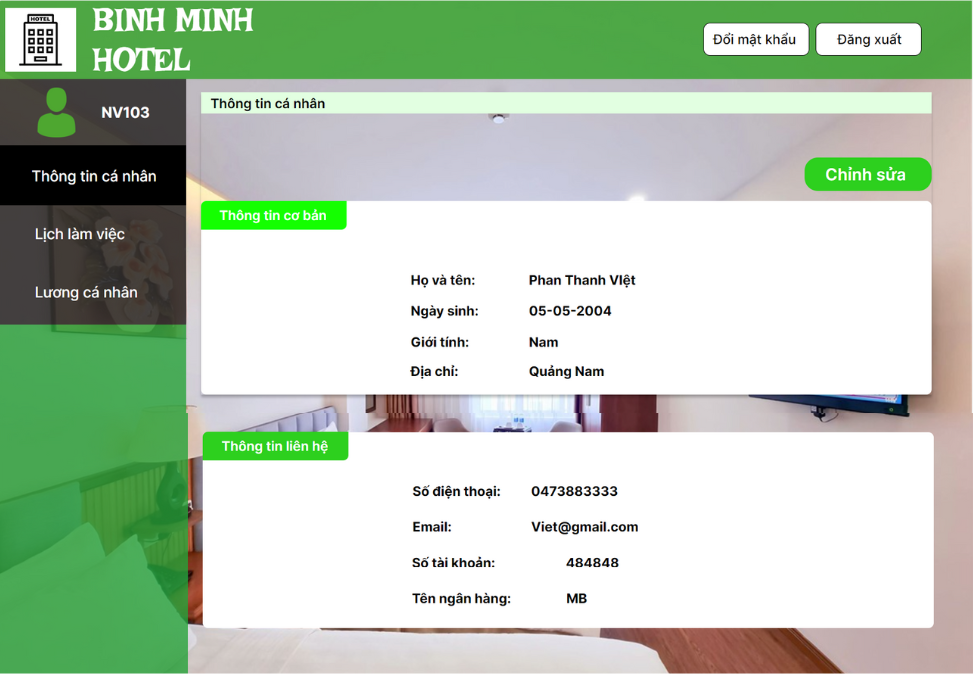 HOTEL
BINH MINH
HOTEL
Đổi mật khẩu
Đăng xuất
NV103
Thông tin cá nhân
Lịch làm việc
Lương cá nhân
Thông tin cá nhân
Chỉnh sửa
Thông tin cơ bản
Họ và tên: Phan Thanh VIệt
Ngày sinh: 05-05-2004
Giới tính: Nam
Địa chỉ: Quảng Nam
Thông tin liên hệ
Số điện thoại: 0473883333
Email: Viet@gmail.com
Số tài khoản: 484848
Tên ngân hàng: MB